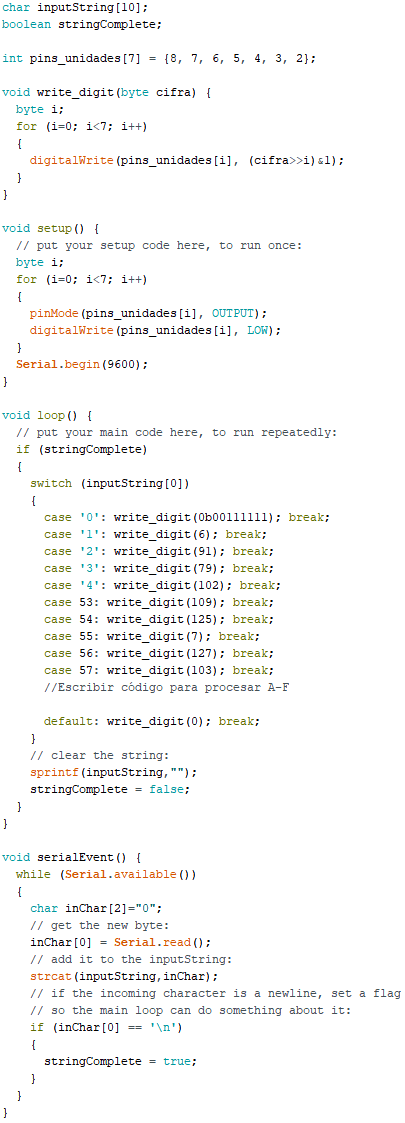 char inputString[10];
boolean stringComplete;

int pins_unidades[7] = {8, 7, 6, 5, 4, 3, 2};

void write_digit(byte cifra) {
  byte i;
  for (i=0; i<7; i++)
  {
    digitalWrite(pins_unidades[i], (cifra>>i)&1);
  }
}

void setup() {
  // put your setup code here, to run once:
  byte i;
  for (i=0; i<7; i++)
  {
    pinMode(pins_unidades[i], OUTPUT);
    digitalWrite(pins_unidades[i], LOW);
  }
  Serial.begin(9600);
}

void loop() {
  // put your main code here, to run repeatedly:
  if (stringComplete)
  {
    switch (inputString[0])
    {
      case '0': write_digit(0b00111111); break;
      case '1': write_digit(6); break;
      case '2': write_digit(91); break;
      case '3': write_digit(79); break;
      case '4': write_digit(102); break;
      case 53: write_digit(109); break;
      case 54: write_digit(125); break;
      case 55: write_digit(7); break;
      case 56: write_digit(127); break;
      case 57: write_digit(103); break;
      //Escribir código para procesar A-F

      default: write_digit(0); break;
    }
    // clear the string:
    sprintf(inputString,"");
    stringComplete = false;
  }
}

void serialEvent() {
  while (Serial.available())
  {
    char inChar[2]="0";
    // get the new byte:
    inChar[0] = Serial.read();
    // add it to the inputString:
    strcat(inputString,inChar);
    // if the incoming character is a newline, set a flag
    // so the main loop can do something about it:
    if (inChar[0] == '\n')
    {
      stringComplete = true;
    }
  }
}